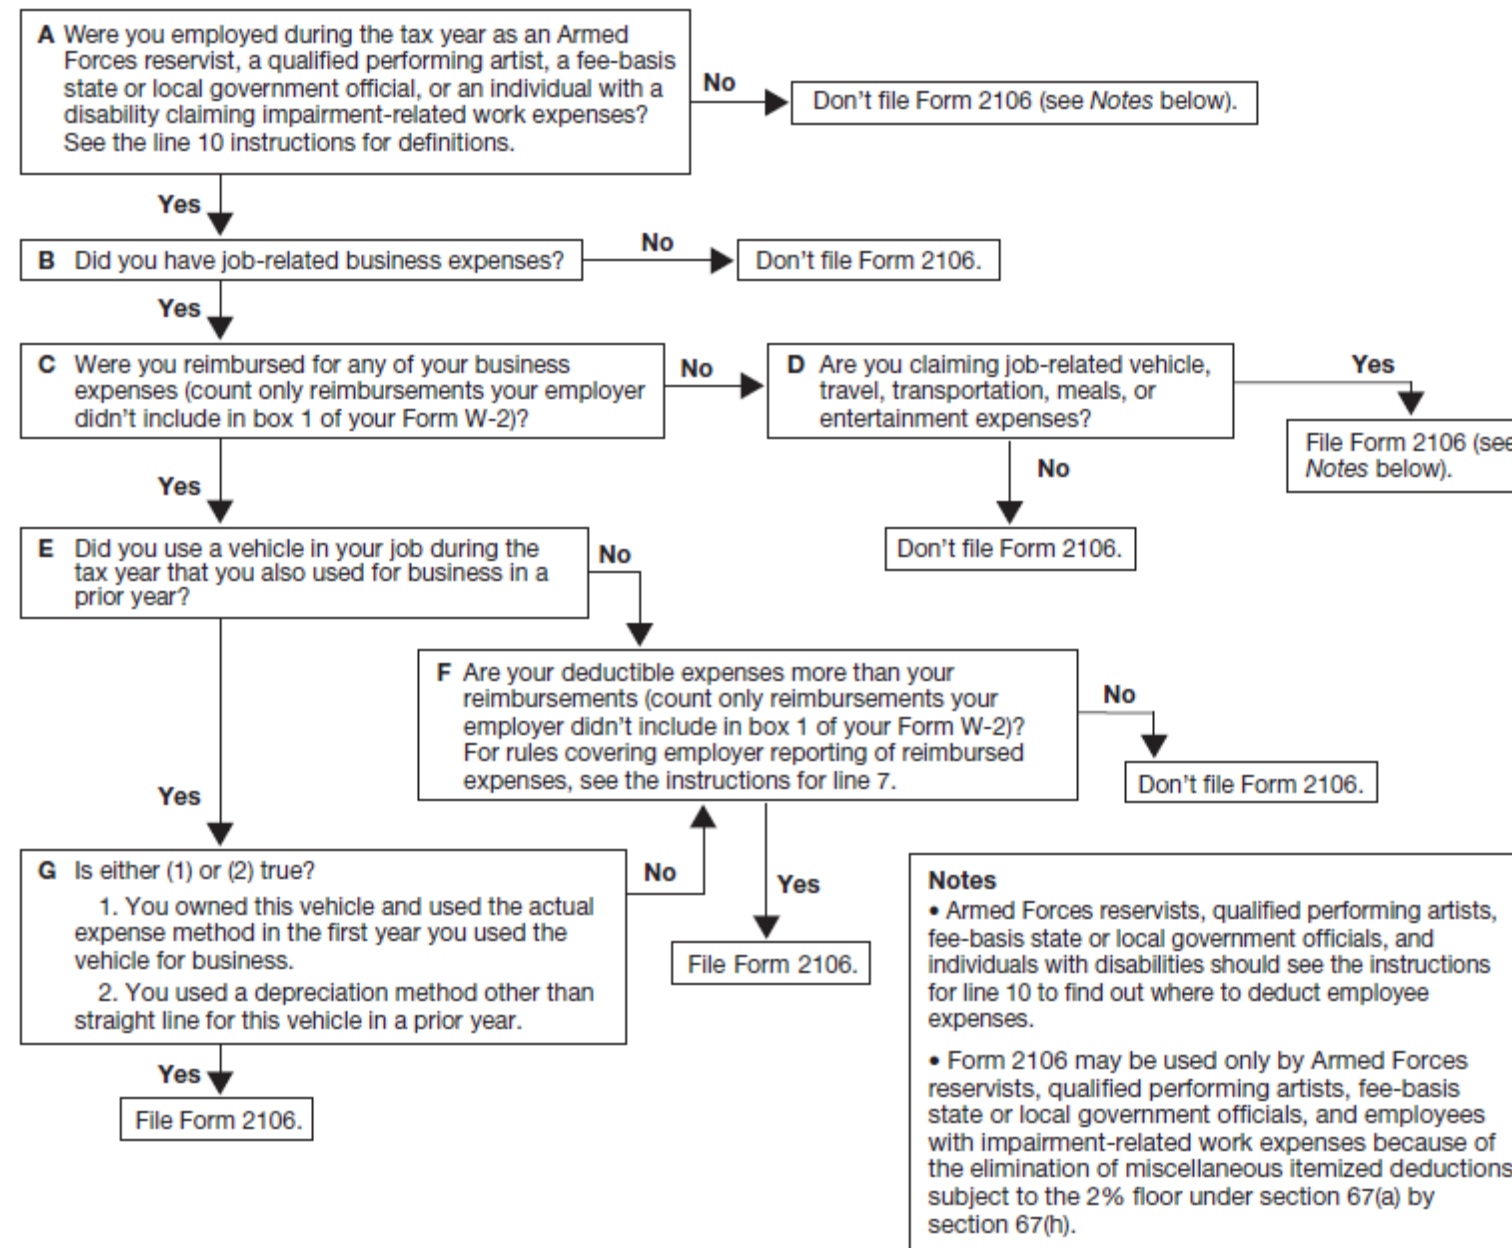 A Were you employed during the tax year as an Armed
Forces reservist, a qualified performing artist, a fee-basis
state or local government official, or an individual with a
disability claiming impairment-related work expenses?
See the line 10 instructions for definitions.
No
Don't file Form 2106 (see Notes below).
Yes
B Did you have job-related business expenses?
No
Don't file Form 2106.
Yes
C Were you reimbursed for any of your business
expenses (count only reimbursements your employer
didn't include in box 1 of your Form W-2)?
No
D Are you claiming job-related vehicle,
travel, transportation, meals, or
entertainment expenses?
Yes
File Form 2106 (see
Notes below).
No
Don't file Form 2106.
Yes
E Did you use a vehicle in your job during the
tax year that you also used for business in a
prior year?
No
F Are your deductible expenses more than your
reimbursements (count only reimbursements your
employer didn't include in box 1 of your Form W-2)?
For rules covering employer reporting of reimbursed
expenses, see the instructions for line 7.
No
Don't file Form 2106.
Yes
G Is either (1) or (2) true?
1. You owned this vehicle and used the actual
expense method in the first year you used the
vehicle for business.
2. You used a depreciation method other than
straight line for this vehicle in a prior year.
No
Yes
File Form 2106.
Yes
File Form 2106.
Notes
• Armed Forces reservists, qualified performing artists,
fee-basis state or local government officials, and
individuals with disabilities should see the instructions
for line 10 to find out where to deduct employee
expenses.
• Form 2106 may be used only by Armed Forces
reservists, qualified performing artists, fee-basis
state or local government officials, and employees
with impairment-related work expenses because of
the elimination of miscellaneous itemized deductions
subject to the 2% floor under section 67(a) by
section 67(h).